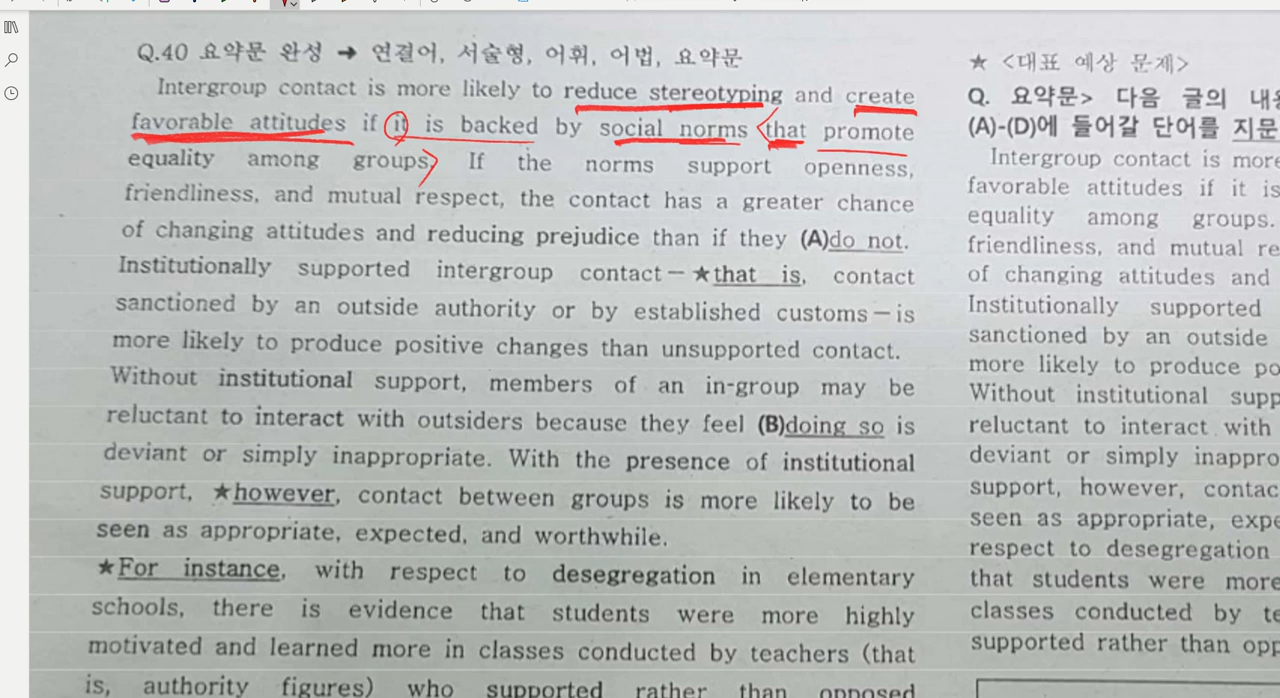 Q.40 요약문 완성 → 연결어, 서술형, 어휘, 어법, 요약문
Intergroup contact is more likely to reduce stereotyping and create
favorable attitudes if it is backed by social norms that promote
equality among groups. If the norms support openness,
friendliness, and mutual respect, the contact has a greater chance
of changing attitudes and reducing prejudice than if they (A)do not.
Institutionally supported intergroup contact－★that is, contact
sanctioned by an outside authority or by established customs－is
more likely to produce positive changes than unsupported contact.
Without institutional support, members of an in-group may be
reluctant to interact with outsiders because they feel (B)doing so is
deviant or simply inappropriate. With the presence of institutional
support, ★however, contact between groups is more likely to be
seen as appropriate, expected, and worthwhile.
★For instance, with respect to desegregation in elementary
schools, there is evidence that students were more highly
motivated and learned more in classes conducted by teachers (that
is, authority figures) who supported rather than opposed
★ <대표 예상 문제>
Q. 요약문> 다음 글의 내
(A)-(D)에 들어갈 단어를 지문
Intergroup contact is more
favorable attitudes if it is
equality among groups.
friendliness, and mutual re
of changing attitudes and
Institutionally supported
sanctioned by an outside
more likely to produce po
Without institutional supp
reluctant to interact with
deviant or simply inappro
support, however, contac
seen as appropriate, expe
respect to desegregation
that students were more
classes conducted by te
supported rather than opp